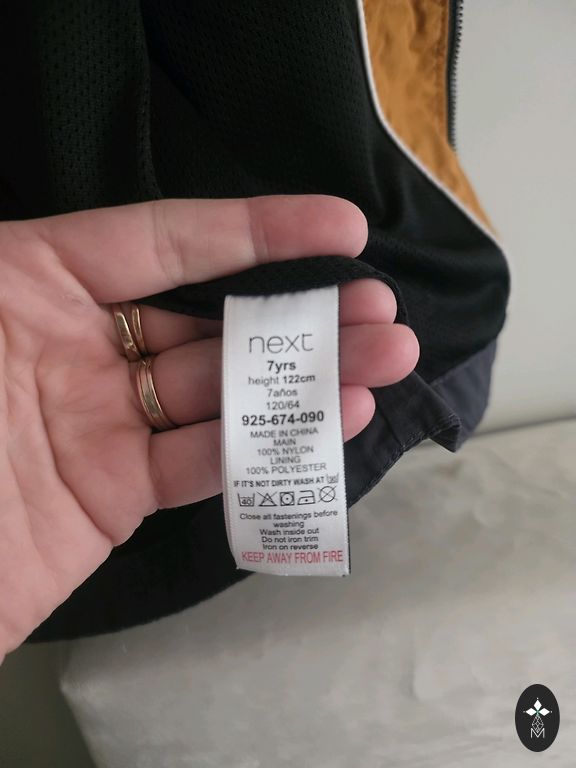 next
7yrs
height 122cm
7años
120/64
925-674-090
MADE IN CHINA
MAIN
100% NYLON
LINING
100% POLYESTER
IF IT'S NOT DIRTY WASH AT 30
40
Close all fastenings before
washing
Wash inside out
Do not iron trim
Iron on reverse
KEEP AWAY FROM FIRE
M